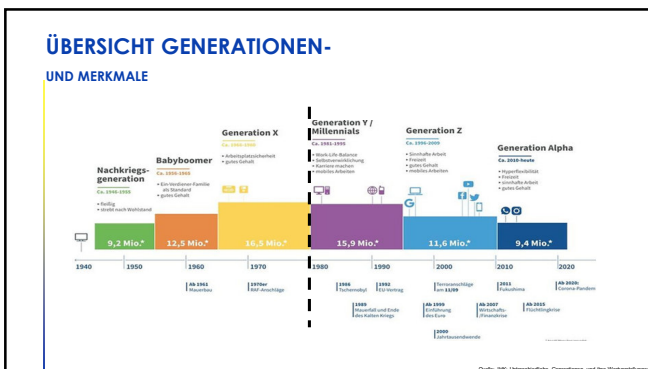 ÜBERSICHT GENERATIONEN-
UND MERKMALE
Nachkriegs-
generation
Ca. 1946-1955
• fleißig
• strebt nach Wohlstand
Babyboomer
Ca. 1956-1965
• Ein-Verdiener-Familie
als Standard
• gutes Gehalt
Generation X
• Arbeitsplatzsicherheit
• gutes Gehalt
Generation Y /
Millennials
Ca. 1981-1995
• Work-Life Balance
• Selbstverwirklichung
• Karriere machen
• mobiles Arbeiten
Generation Z
Ca. 1996-2009
• Sinnhafte Arbeit
• Freizeit
• gutes Gehalt
• mobiles Arbeiten
Generation Alpha
Ca. 2010-heute
• Hyperflexibilität
• Freizeit
• sinnhafte Arbeit
• gutes Gehalt
9,2 Mio.*
12,5 Mio.*
16,5 Mio.*
15,9 Mio.*
11,6 Mio.*
9,4 Mio.*
1940
1950
1960
1970
1980
1990
2000
2010
2020
Ab 1961
Mauerbau
1970er
RAF-Anschläge
1986
Tschernobyl
1992
EU-Vertrag
Terroranschläge
am 11/09
2011
Fukushima
Ab 2020:
Corona-Pandem
1989
Mauerfall und Ende
des Kalten Kriegs
Ab 1999
Einführung
des Euro
Ab 2007
Wirtschafts-
/Finanzkrise
Ab 2015
Flüchtlingskrise
2000
Jahrtausendwende